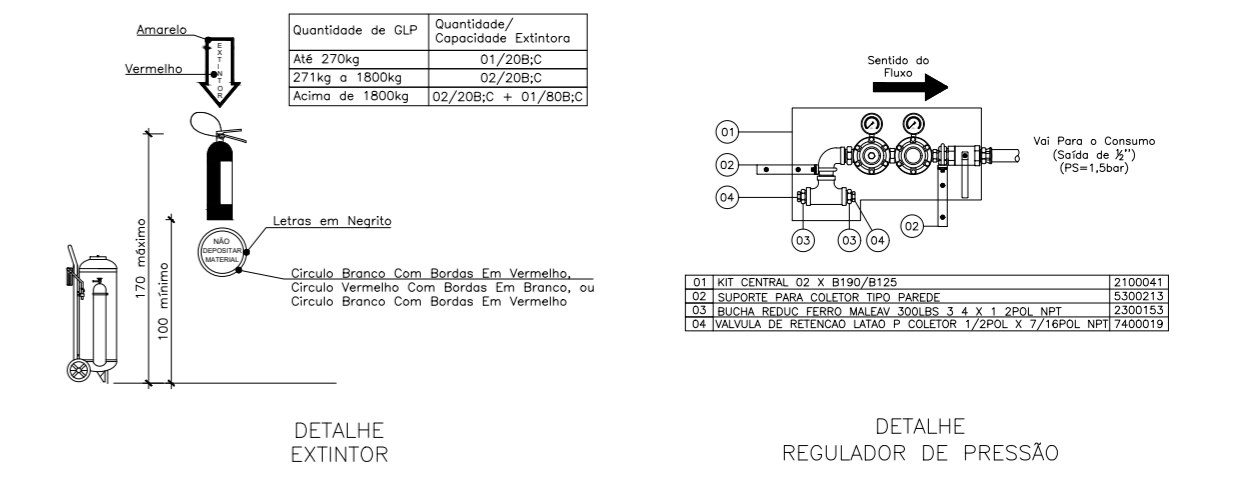 Amarelo
Vermelho
EXTINTOR
Quantidade de GLP
Quantidade/
Capacidade Extintora
Até 270kg 01/20B;C
271kg a 1800kg 02/20B;C
Acima de 1800kg 02/20B;C + 01/80B;C
170 máximo
100 mínimo
NÃO
DEPOSITAR
MATERIAL
Letras em Negrito
Circulo Branco Com Bordas Em Vermelho,
Circulo Vermelho Com Bordas Em Branco, ou
Circulo Branco Com Bordas Em Vermelho
DETALHE
EXTINTOR
Sentido do
Fluxo
01
02
04
03
03
04
02
Vai Para o Consumo
(Saída de ½")
(PS=1,5bar)
01 KIT CENTRAL 02 X B190/B125 2100041
02 SUPORTE PARA COLETOR TIPO PAREDE 5300213
03 BUCHA REDUC FERRO MALEAV 300LBS 3 4 X 1 2POL NPT 2300153
04 VALVULA DE RETENCAO LATAO P COLETOR 1/2POL X 7/16POL NPT 7400019
DETALHE
REGULADOR DE PRESSÃO